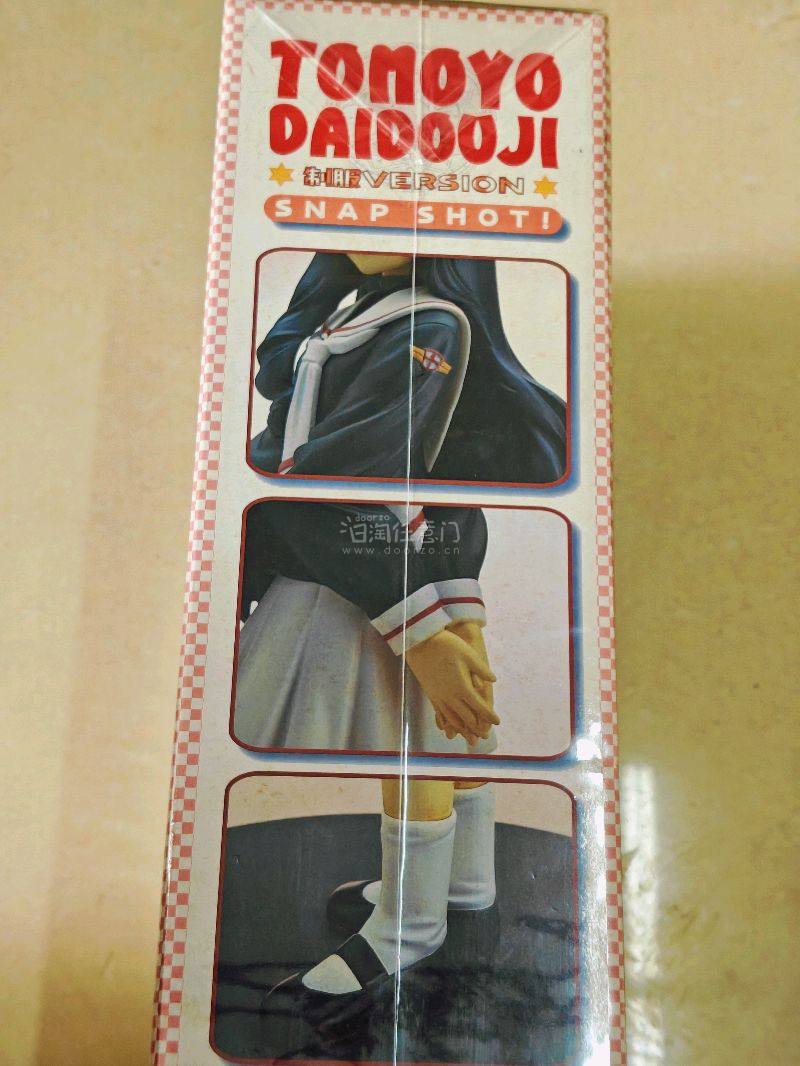 TOMOYO
DAIDOUJI
制服VERSION
SNAP SHOT!
doorzo
淘任意门
www.doorzo.cn